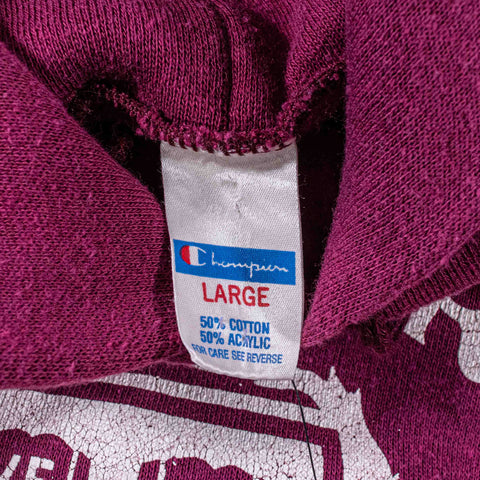 Champion
LARGE
50% COTTON
50% ACRYLIC
FOR CARE SEE REVERSE